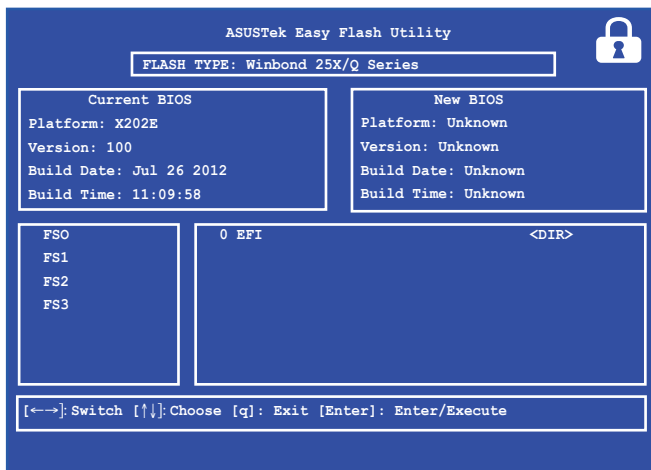 ASUSTek Easy Flash Utility
FLASH TYPE: Winbond 25X/Q Series
Current BIOS
Platform: X202E
Version: 100
Build Date: Jul 26 2012
Build Time: 11:09:58
New BIOS
Platform: Unknown
Version: Unknown
Build Date: Unknown
Build Time: Unknown
FSO
FS1
FS2
FS3
0 EFI <DIR>
[←→]: Switch [↑↓]: Choose [q]: Exit [Enter]: Enter/Execute